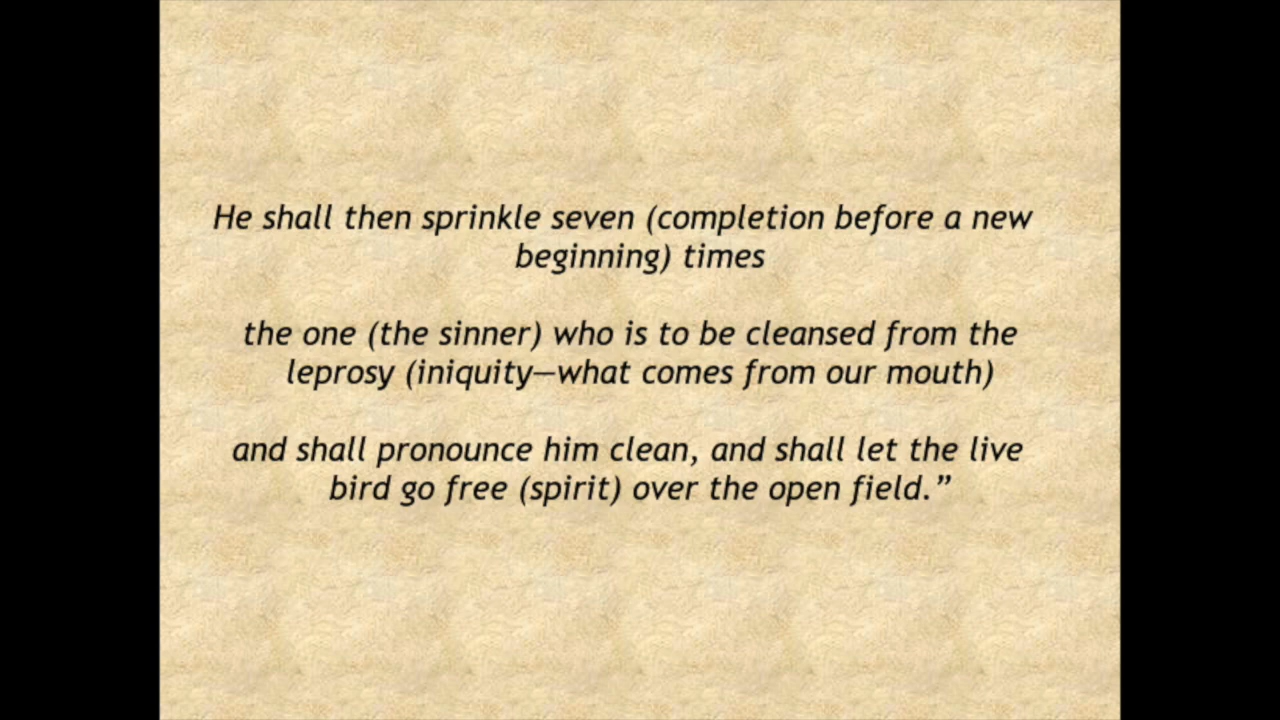 He shall then sprinkle seven (completion before a new
beginning) times
the one (the sinner) who is to be cleansed from the
leprosy (iniquity—what comes from our mouth)
and shall pronounce him clean, and shall let the live
bird go free (spirit) over the open field.”